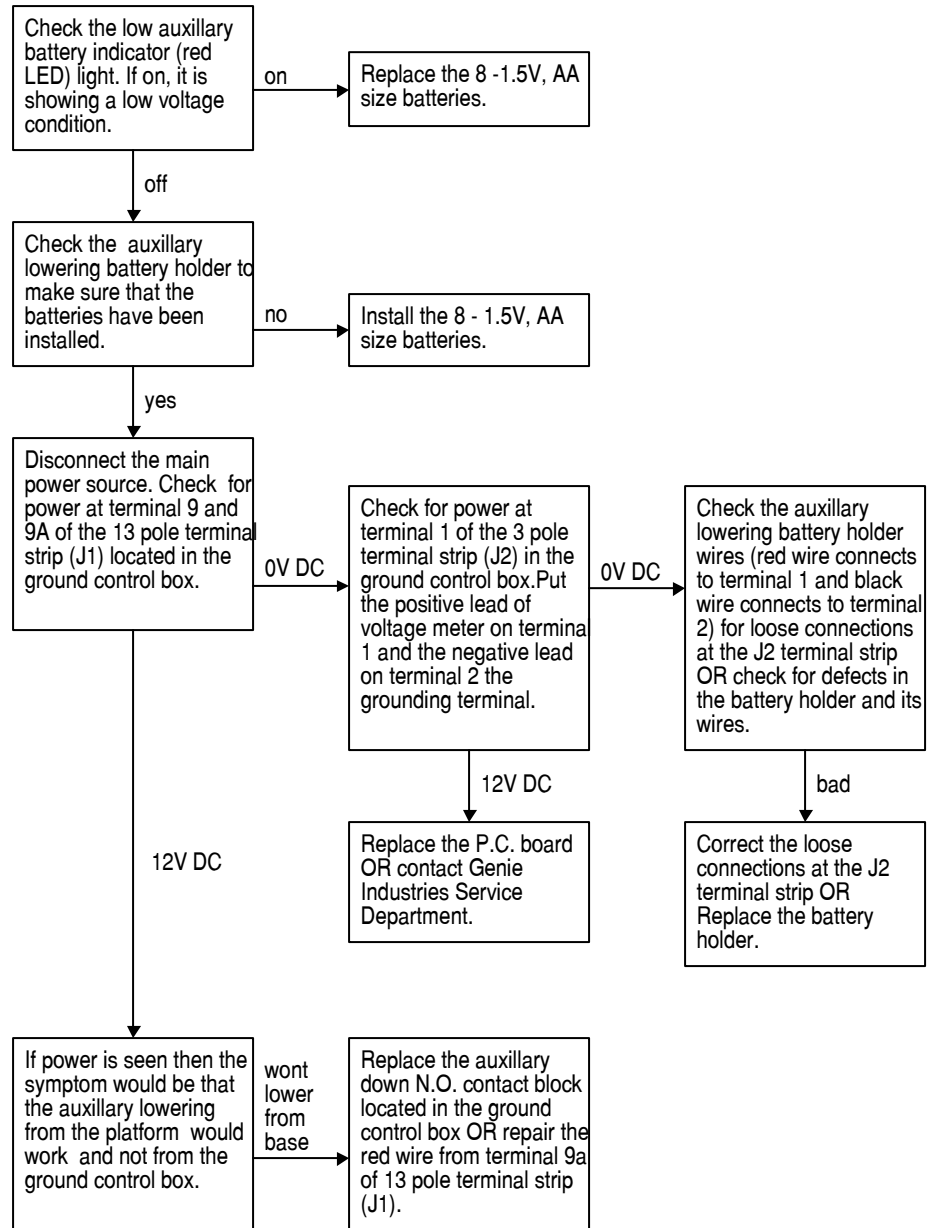 Check the low auxillary
battery indicator (red
LED) light. If on, it is
showing a low voltage
condition.
on
Replace the 8 -1.5V, AA
size batteries.
off
Check the  auxillary
lowering battery holder to
make sure that the
batteries have been
installed.
no
Install the 8 - 1.5V, AA
size batteries.
yes
Disconnect the main
power source. Check  for
power at terminal 9 and
9A of the 13 pole terminal
strip (J1) located in the
ground control box.
0V DC
Check for power at
terminal 1 of the 3 pole
terminal strip (J2) in the
ground control box.Put
the positive lead of
voltage meter on terminal
1 and the negative lead
on terminal 2 the
grounding terminal.
0V DC
Check the auxillary
lowering battery holder
wires (red wire connects
to terminal 1 and black
wire connects to terminal
2) for loose connections
at the J2 terminal strip
OR check for defects in
the battery holder and its
wires.
12V DC
bad
12V DC
Replace the P.C. board
OR contact Genie
Industries Service
Department.
Correct the loose
connections at the J2
terminal strip OR
Replace the battery
holder.
If power is seen then the
symptom would be that
the auxillary lowering
from the platform  would
work  and not from the
ground control box.
wont
lower
from
base
Replace the auxillary
down N.O. contact block
located in the ground
control box OR repair the
red wire from terminal 9a
of 13 pole terminal strip
(J1).